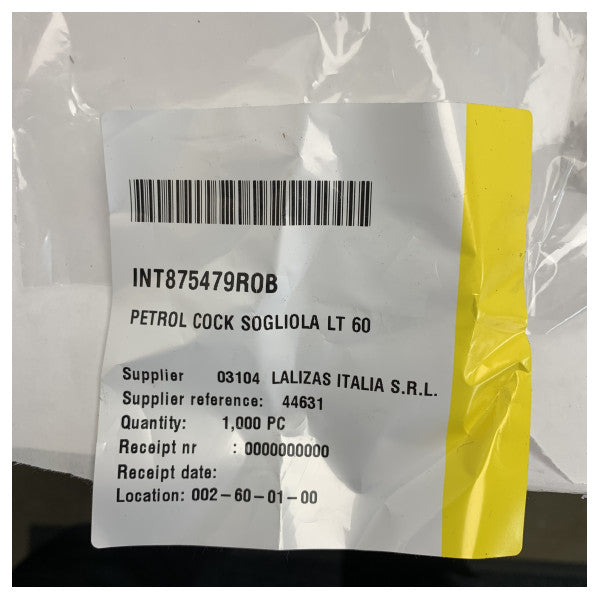 INT875479ROB
PETROL COCK SOGLIOLA LT 60
Supplier 03104 LALIZAS ITALIA S.R.L.
Supplier reference: 44631
Quantity: 1,000 PC
Receipt nr : 0000000000
Receipt date:
Location: 002-60-01-00